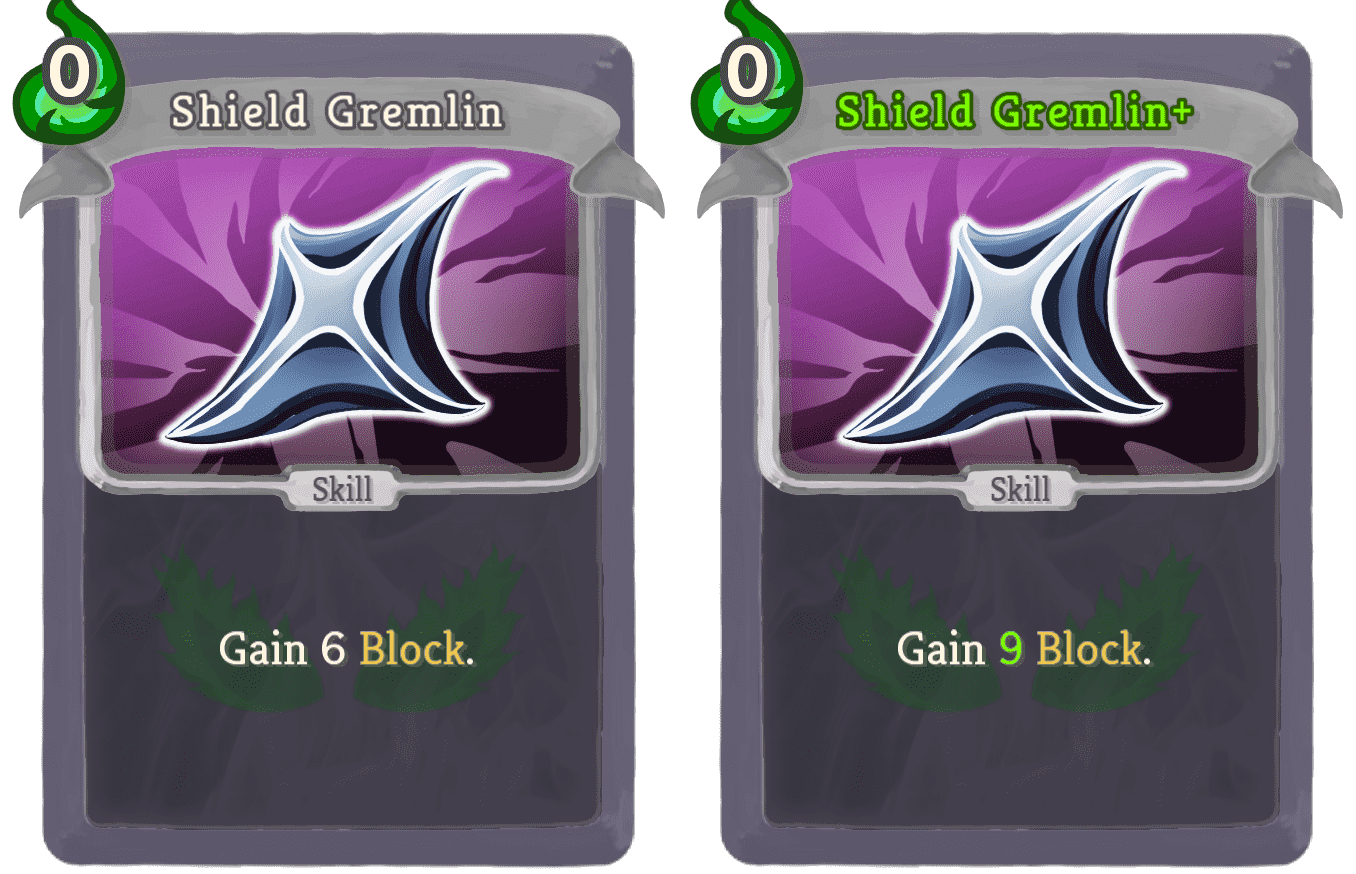 0
Shield Gremlin
Skill
Gain 6 Block.
0
Shield Gremlin+
Skill
Gain 9 Block.